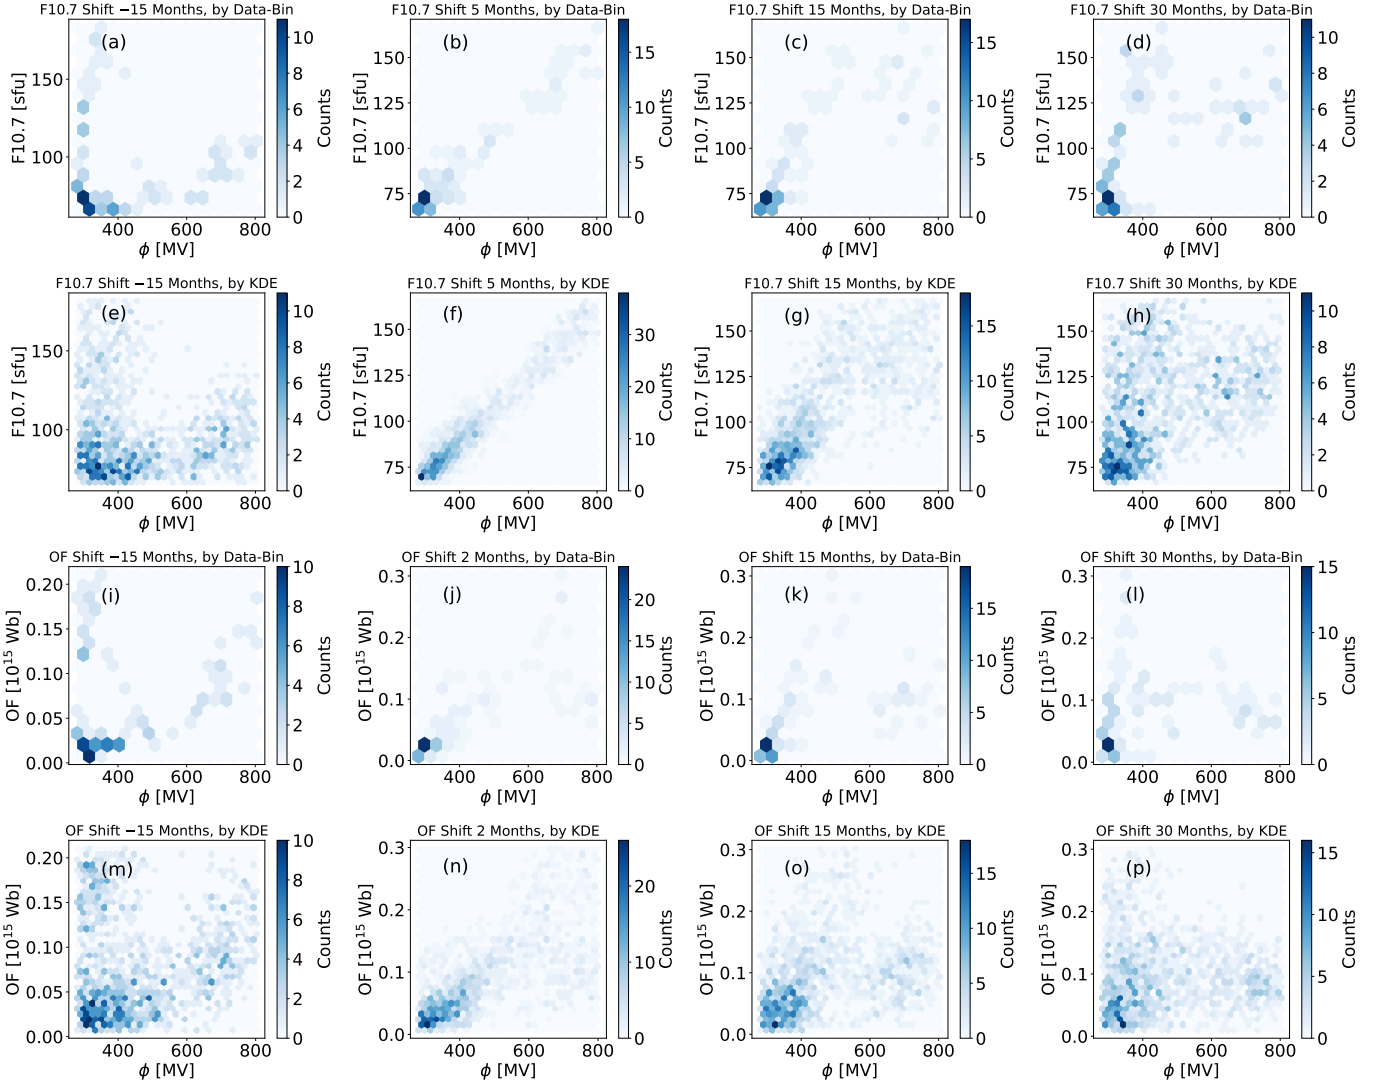 F10.7 Shift −15 Months, by Data-Bin
(a)
F10.7 [sfu]
150
100
400 600 800
ϕ [MV]
10
8
6
4
2
0
Counts
F10.7 Shift 5 Months, by Data-Bin
(b)
F10.7 [sfu]
150
125
100
75
400 600 800
ϕ [MV]
15
10
5
0
Counts
F10.7 Shift 15 Months, by Data-Bin
(c)
F10.7 [sfu]
150
125
100
75
400 600 800
ϕ [MV]
15
10
5
0
Counts
F10.7 Shift 30 Months, by Data-Bin
(d)
F10.7 [sfu]
150
125
100
75
400 600 800
ϕ [MV]
10
8
6
4
2
0
Counts
F10.7 Shift −15 Months, by KDE
(e)
F10.7 [sfu]
150
100
400 600 800
ϕ [MV]
10
8
6
4
2
0
Counts
F10.7 Shift 5 Months, by KDE
(f)
F10.7 [sfu]
150
125
100
75
400 600 800
ϕ [MV]
30
20
10
0
Counts
F10.7 Shift 15 Months, by KDE
(g)
F10.7 [sfu]
150
125
100
75
400 600 800
ϕ [MV]
15
10
5
0
Counts
F10.7 Shift 30 Months, by KDE
(h)
F10.7 [sfu]
150
125
100
75
400 600 800
ϕ [MV]
10
8
6
4
2
0
Counts
OF Shift −15 Months, by Data-Bin
(i)
OF [10¹⁵ Wb]
0.20
0.15
0.10
0.05
0.00
400 600 800
ϕ [MV]
10
8
6
4
2
0
Counts
OF Shift 2 Months, by Data-Bin
(j)
OF [10¹⁵ Wb]
0.3
0.2
0.1
0.0
400 600 800
ϕ [MV]
20
15
10
5
0
Counts
OF Shift 15 Months, by Data-Bin
(k)
OF [10¹⁵ Wb]
0.3
0.2
0.1
0.0
400 600 800
ϕ [MV]
15
10
5
0
Counts
OF Shift 30 Months, by Data-Bin
(l)
OF [10¹⁵ Wb]
0.3
0.2
0.1
0.0
400 600 800
ϕ [MV]
15
10
5
0
Counts
OF Shift −15 Months, by KDE
(m)
OF [10¹⁵ Wb]
0.20
0.15
0.10
0.05
0.00
400 600 800
ϕ [MV]
10
8
6
4
2
0
Counts
OF Shift 2 Months, by KDE
(n)
OF [10¹⁵ Wb]
0.3
0.2
0.1
0.0
400 600 800
ϕ [MV]
20
10
0
Counts
OF Shift 15 Months, by KDE
(o)
OF [10¹⁵ Wb]
0.3
0.2
0.1
0.0
400 600 800
ϕ [MV]
15
10
5
0
Counts
OF Shift 30 Months, by KDE
(p)
OF [10¹⁵ Wb]
0.3
0.2
0.1
0.0
400 600 800
ϕ [MV]
15
10
5
0
Counts